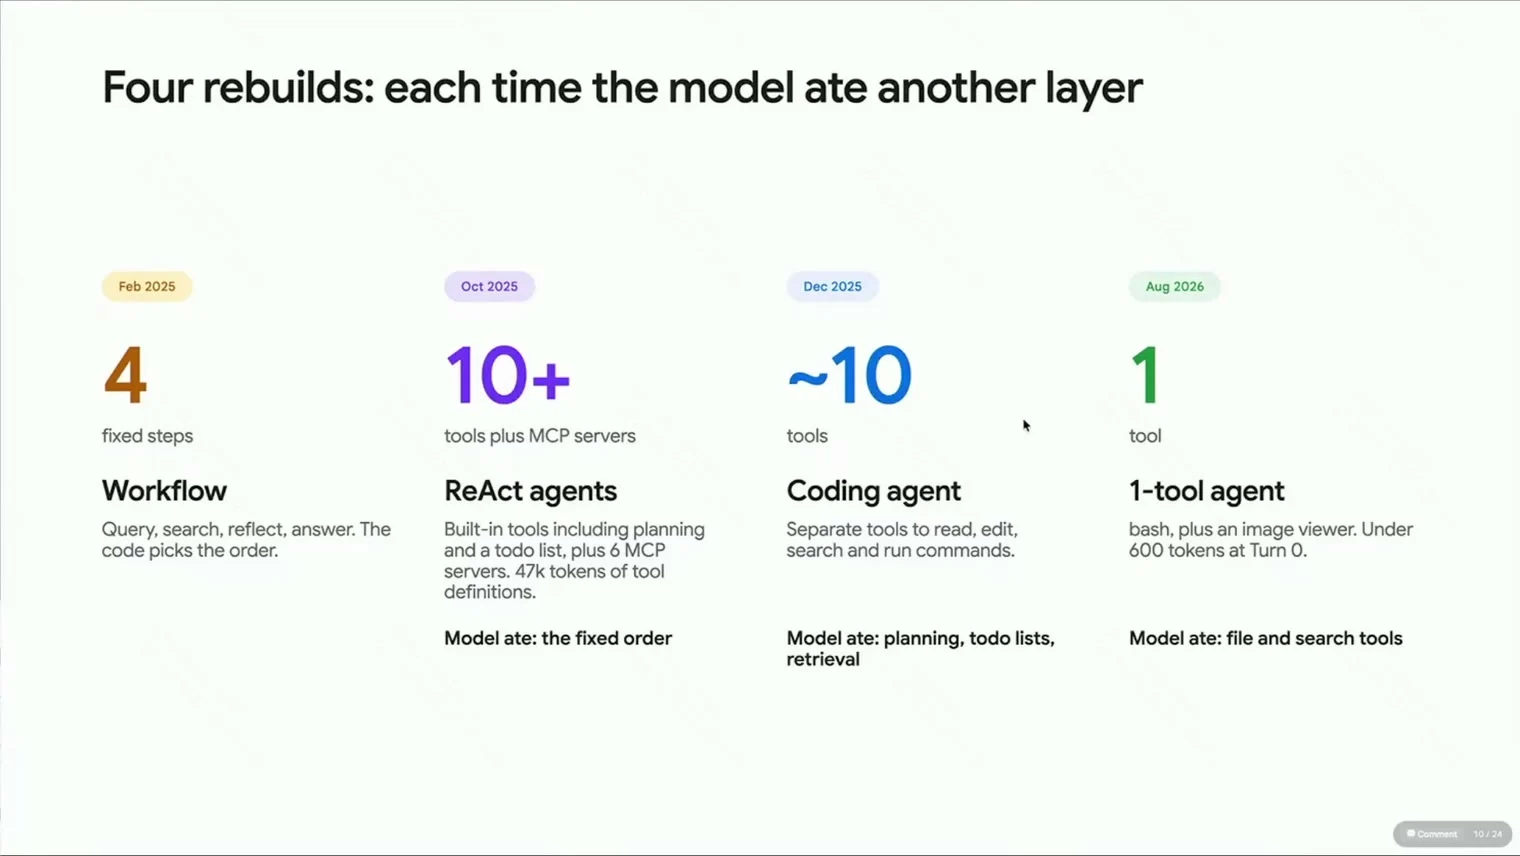 Four rebuilds: each time the model ate another layer
Feb 2025
4
fixed steps
Workflow
Query, search, reflect, answer. The
code picks the order.
Oct 2025
10+
tools plus MCP servers
ReAct agents
Built-in tools including planning
and a todo list, plus 6 MCP
servers. 47k tokens of tool
definitions.
Model ate: the fixed order
Dec 2025
~10
tools
Coding agent
Separate tools to read, edit,
search and run commands.
Model ate: planning, todo lists,
retrieval
Aug 2026
1
tool
1-tool agent
bash, plus an image viewer. Under
600 tokens at Turn 0.
Model ate: file and search tools
Comment 10 / 24